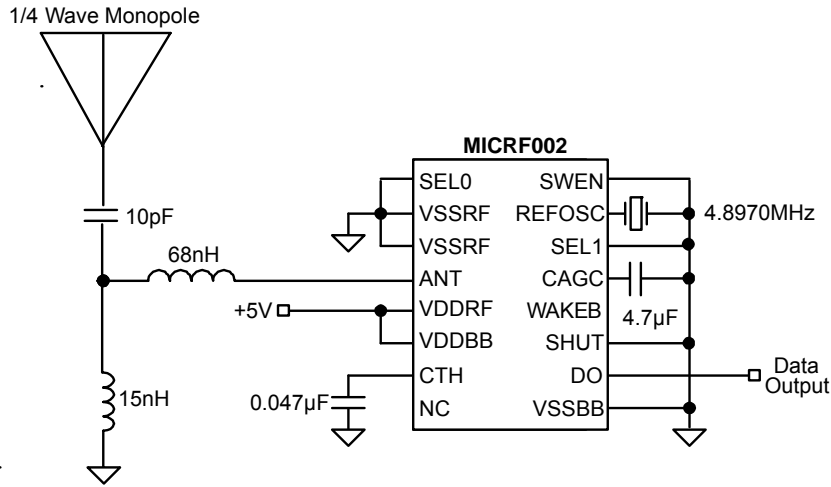 1/4 Wave Monopole
10pF
68nH
15nH
+5V
0.047µF
MICRF002
SEL0
VSSRF
VSSRF
ANT
VDDRF
VDDBB
CTH
NC
SWEN
REFOSC
SEL1
CAGC
WAKEB
SHUT
DO
VSSBB
4.8970MHz
4.7µF
Data
Output